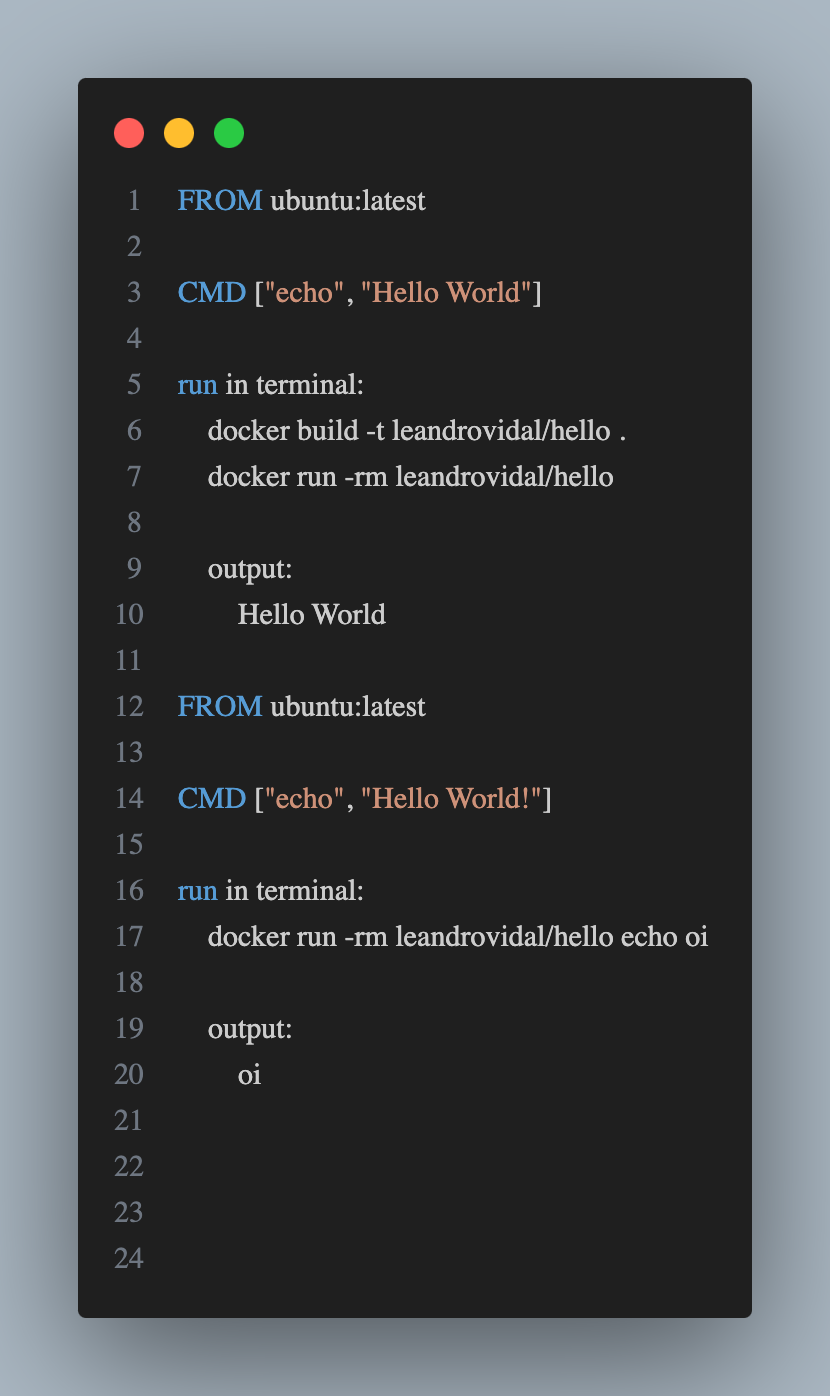 1 FROM ubuntu:latest
2
3 CMD ["echo", "Hello World"]
4
5 run in terminal:
6 docker build -t leandrovidal/hello .
7 docker run -rm leandrovidal/hello
8
9 output:
10 Hello World
11
12 FROM ubuntu:latest
13
14 CMD ["echo", "Hello World!"]
15
16 run in terminal:
17 docker run -rm leandrovidal/hello echo oi
18
19 output:
20 oi
21
22
23
24